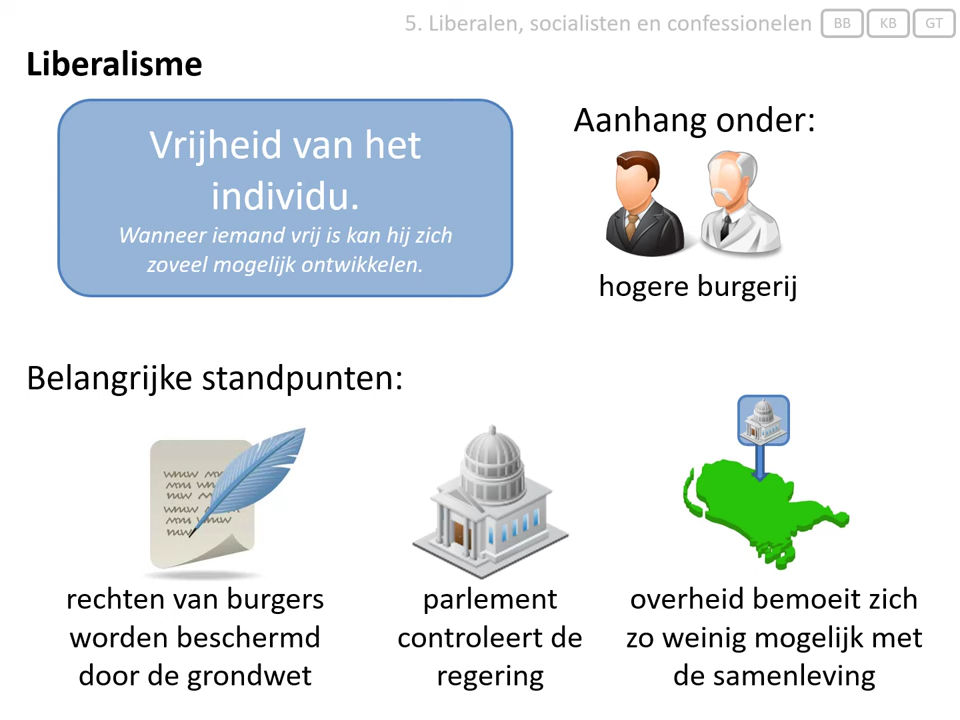 5. Liberalen, socialisten en confessionelen
BB
KB
GT
Liberalisme
Vrijheid van het
individu.
Wanneer iemand vrij is kan hij zich
zoveel mogelijk ontwikkelen.
Aanhang onder:
hogere burgerij
Belangrijke standpunten:
rechten van burgers
worden beschermd
door de grondwet
parlement
controleert de
regering
overheid bemoeit zich
zo weinig mogelijk met
de samenleving